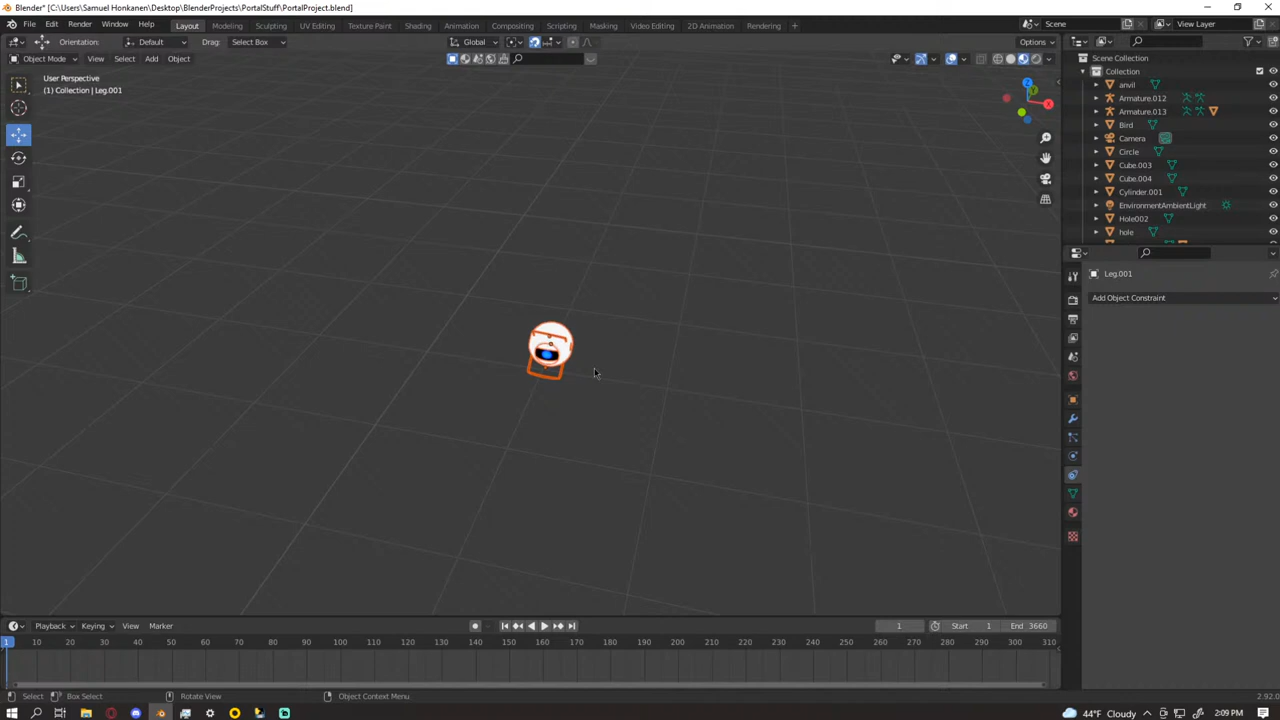 Blender* [C:\Users\Samuel Honkanen\Desktop\BlenderProjects\PortalStuff\PortalProject.blend]
File Edit Render Window Help Layout Modeling Sculpting UV Editing Texture Paint Shading Animation Rendering Compositing Scripting Masking Video Editing 2D Animation Rendering + Scene View Layer
Orientation: Default Drag: Select Box Global Options
Object Mode View Select Add Object
User Perspective
(1) Collection | Leg.001
Z
X
Scene Collection
Collection
anvil
Armature.012
Armature.013
Bird
Camera
Circle
Cube.003
Cube.004
Cylinder.001
EnvironmentAmbientLight
Hole002
hole
Leg.001
Add Object Constraint
Playback Keying View Marker 1 Start 1 End 3660
1 10 20 30 40 50 60 70 80 90 100 110 120 130 140 150 160 170 180 190 200 210 220 230 240 250 260 270 280 290 300 310
Select Box Select Rotate View Object Context Menu 2.92.0
44°F Cloudy 2:09 PM